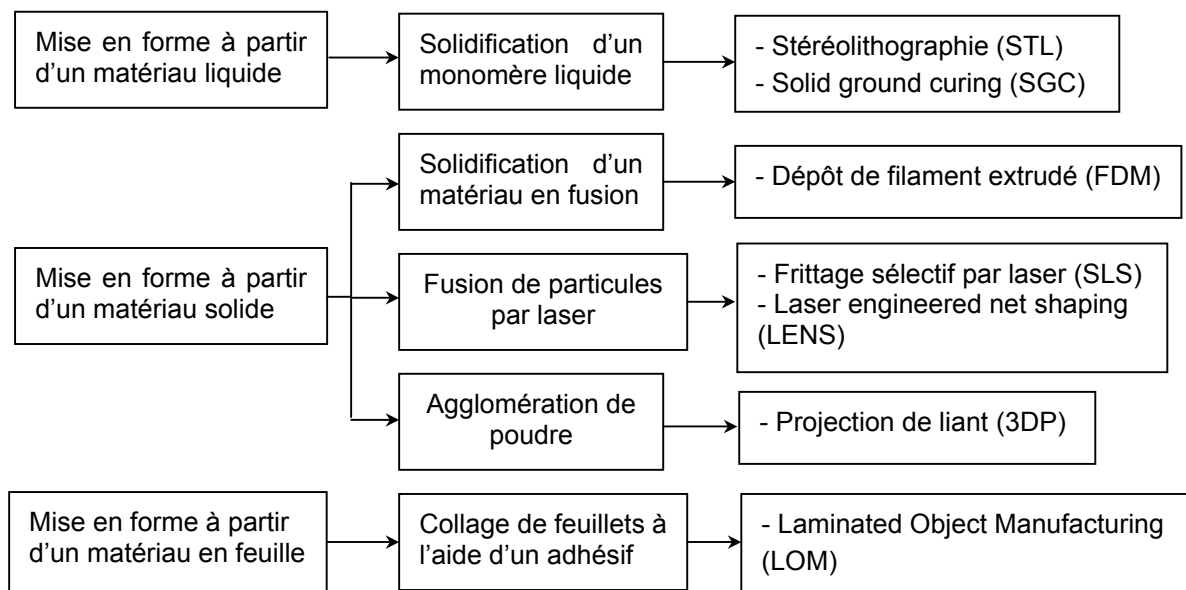 Mise en forme à partir
d'un matériau liquide
Solidification d'un
monomère liquide
- Stéréolithographie (STL)
- Solid ground curing (SGC)
Mise en forme à partir
d'un matériau solide
Solidification d'un
matériau en fusion
- Dépôt de filament extrudé (FDM)
Fusion de particules
par laser
- Frittage sélectif par laser (SLS)
- Laser engineered net shaping
(LENS)
Agglomération de
poudre
- Projection de liant (3DP)
Mise en forme à partir
d'un matériau en feuille
Collage de feuillets à
l'aide d'un adhésif
- Laminated Object Manufacturing
(LOM)